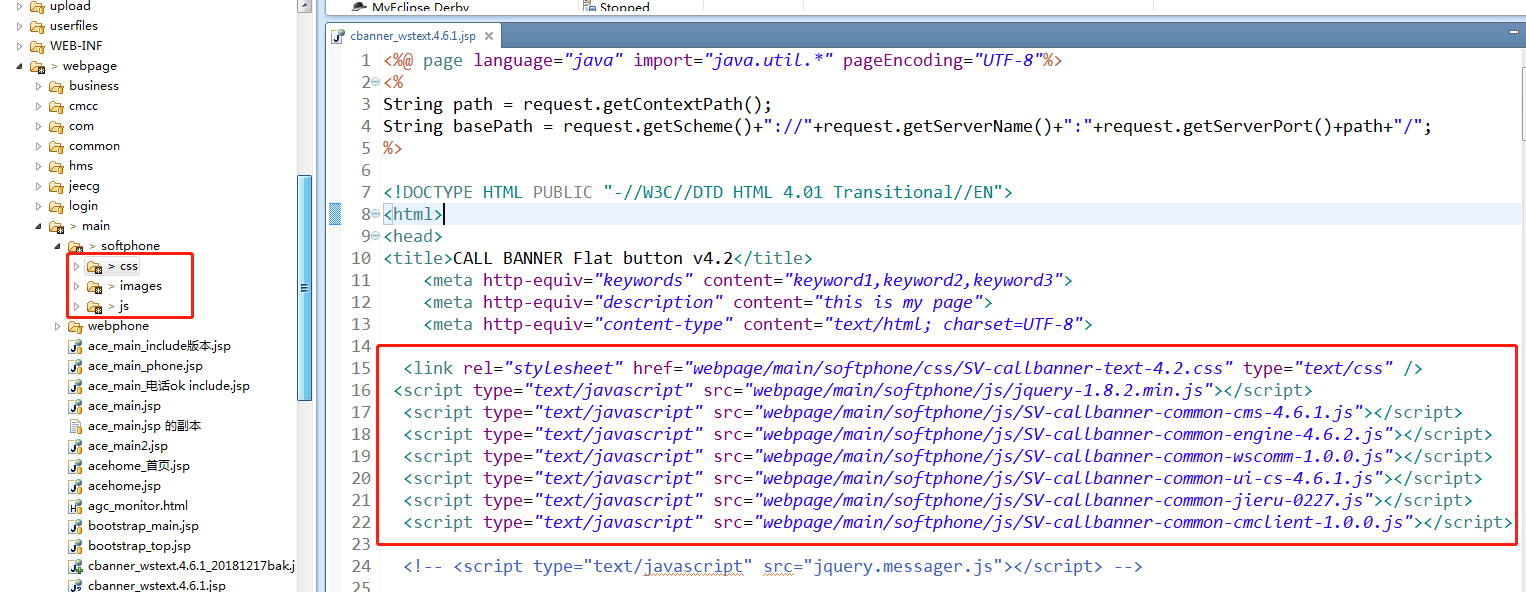 upload
userfiles
WEB-INF
> webpage
business
cmcc
com
common
hms
jeecg
login
> main
> softphone
> css
> images
> js
webphone
ace_main_include版本.jsp
ace_main_phone.jsp
ace_main_电话ok include.jsp
ace_main.jsp
ace_main.jsp 的副本
ace_main2.jsp
acehome_首页.jsp
acehome.jsp
agc_monitor.html
bootstrap_main.jsp
bootstrap_top.jsp
cbanner_wstext.4.6.1_20181217bak.j
cbanner_wstext.4.6.1.jsp
MyEclipse Derby
Stopped
cbanner_wstext.4.6.1.jsp
1 <%@ page language="java" import="java.util.*" pageEncoding="UTF-8"%>
2 <%
3 String path = request.getContextPath();
4 String basePath = request.getScheme()+"://"+request.getServerName()+":"+request.getServerPort()+path+"/";
5 %>
6
7 <!DOCTYPE HTML PUBLIC "-//W3C//DTD HTML 4.01 Transitional//EN">
8 <html>
9 <head>
10 <title>CALL BANNER Flat button v4.2</title>
11 <meta http-equiv="keywords" content="keyword1,keyword2,keyword3">
12 <meta http-equiv="description" content="this is my page">
13 <meta http-equiv="content-type" content="text/html; charset=UTF-8">
14
15 <link rel="stylesheet" href="webpage/main/softphone/css/SV-callbanner-text-4.2.css" type="text/css" />
16 <script type="text/javascript" src="webpage/main/softphone/js/jquery-1.8.2.min.js"></script>
17 <script type="text/javascript" src="webpage/main/softphone/js/SV-callbanner-common-cms-4.6.1.js"></script>
18 <script type="text/javascript" src="webpage/main/softphone/js/SV-callbanner-common-engine-4.6.2.js"></script>
19 <script type="text/javascript" src="webpage/main/softphone/js/SV-callbanner-common-wscomm-1.0.0.js"></script>
20 <script type="text/javascript" src="webpage/main/softphone/js/SV-callbanner-common-ui-cs-4.6.1.js"></script>
21 <script type="text/javascript" src="webpage/main/softphone/js/SV-callbanner-common-jieru-0227.js"></script>
22 <script type="text/javascript" src="webpage/main/softphone/js/SV-callbanner-common-cmclient-1.0.0.js"></script>
23
24 <!-- <script type="text/javascript" src="jquery.messager.js"></script> -->
25